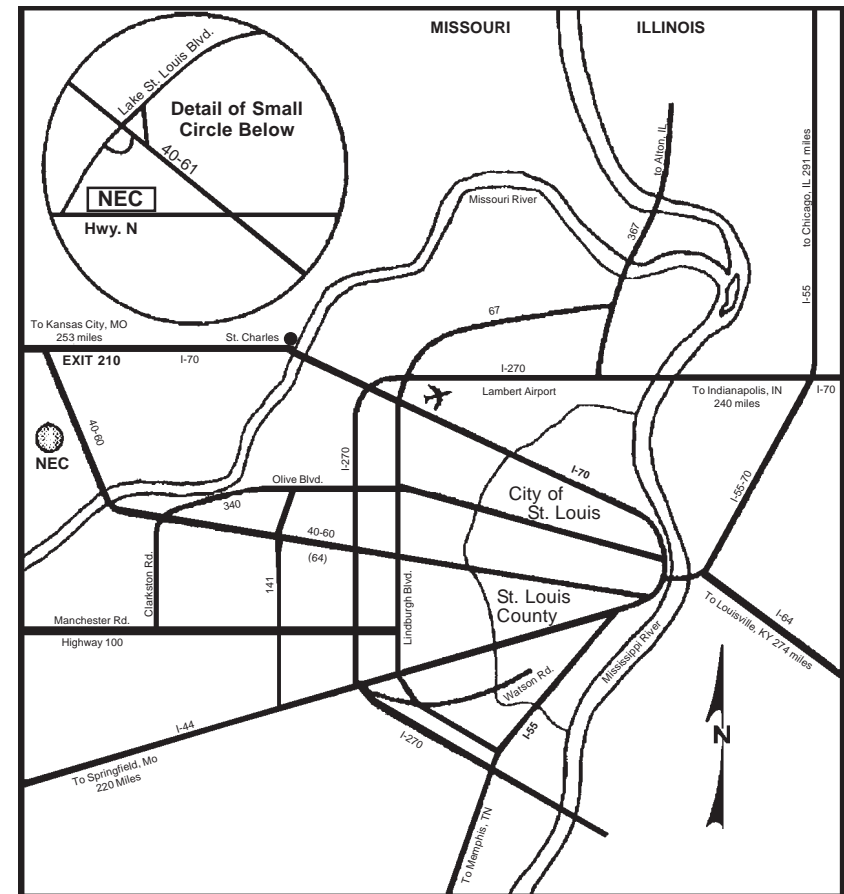 MISSOURI
ILLINOIS
Lake St. Louis Blvd.
Detail of Small
Circle Below
40-61
NEC
Hwy. N
to Alton, IL
to Chicago, IL 291 miles
Missouri River
367
I-55
67
To Kansas City, MO
253 miles
St. Charles
EXIT 210
I-70
I-270
Lambert Airport
To Indianapolis, IN
240 miles
I-70
40-60
NEC
I-270
I-70
I-55-70
Olive Blvd.
340
City of
St. Louis
40-60
(64)
Clarkston Rd.
141
Lindburgh Blvd.
St. Louis
County
Manchester Rd.
Highway 100
I-64
To Louisville, KY 274 miles
Mississippi River
Watson Rd.
I-44
I-270
I-55
N
To Springfield, Mo
220 Miles
To Memphis, TN